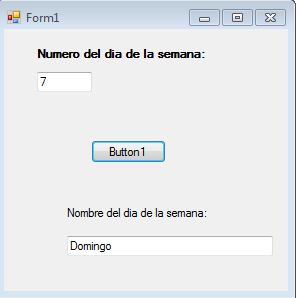 Form1
Numero del dia de la semana:
7
Button1
Nombre del dia de la semana:
Domingo